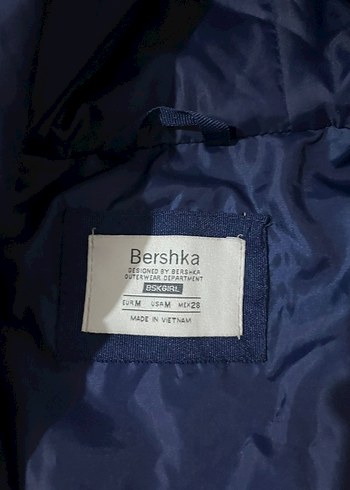 Bershka
DESIGNED BY BERSHKA
OUTERWEAR DEPARTMENT
BSKGIRL
EUR M USA M MEX 28
MADE IN VIETNAM